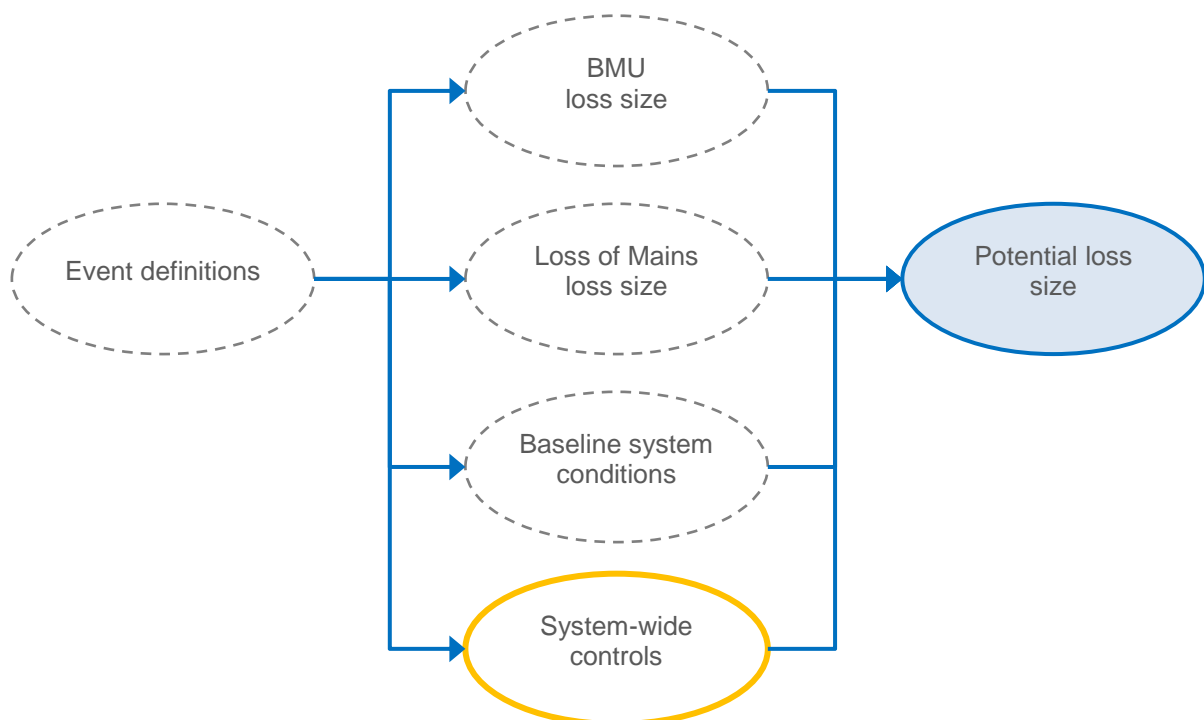 BMU
loss size
Event definitions
Loss of Mains
loss size
Potential loss
size
Baseline system
conditions
System-wide
controls